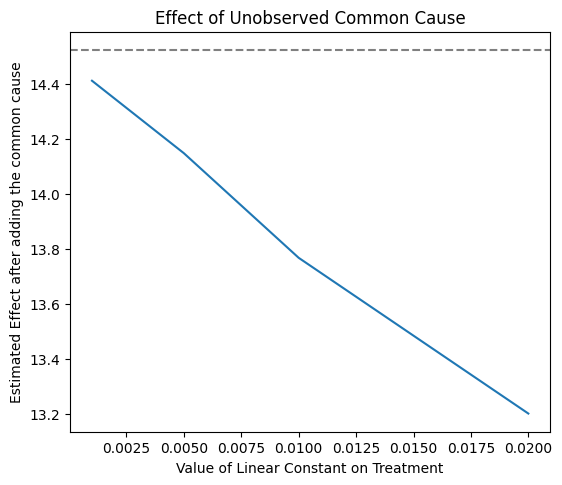 Effect of Unobserved Common Cause
Estimated Effect after adding the common cause
14.4
14.2
14.0
13.8
13.6
13.4
13.2
0.0025 0.0050 0.0075 0.0100 0.0125 0.0150 0.0175 0.0200
Value of Linear Constant on Treatment